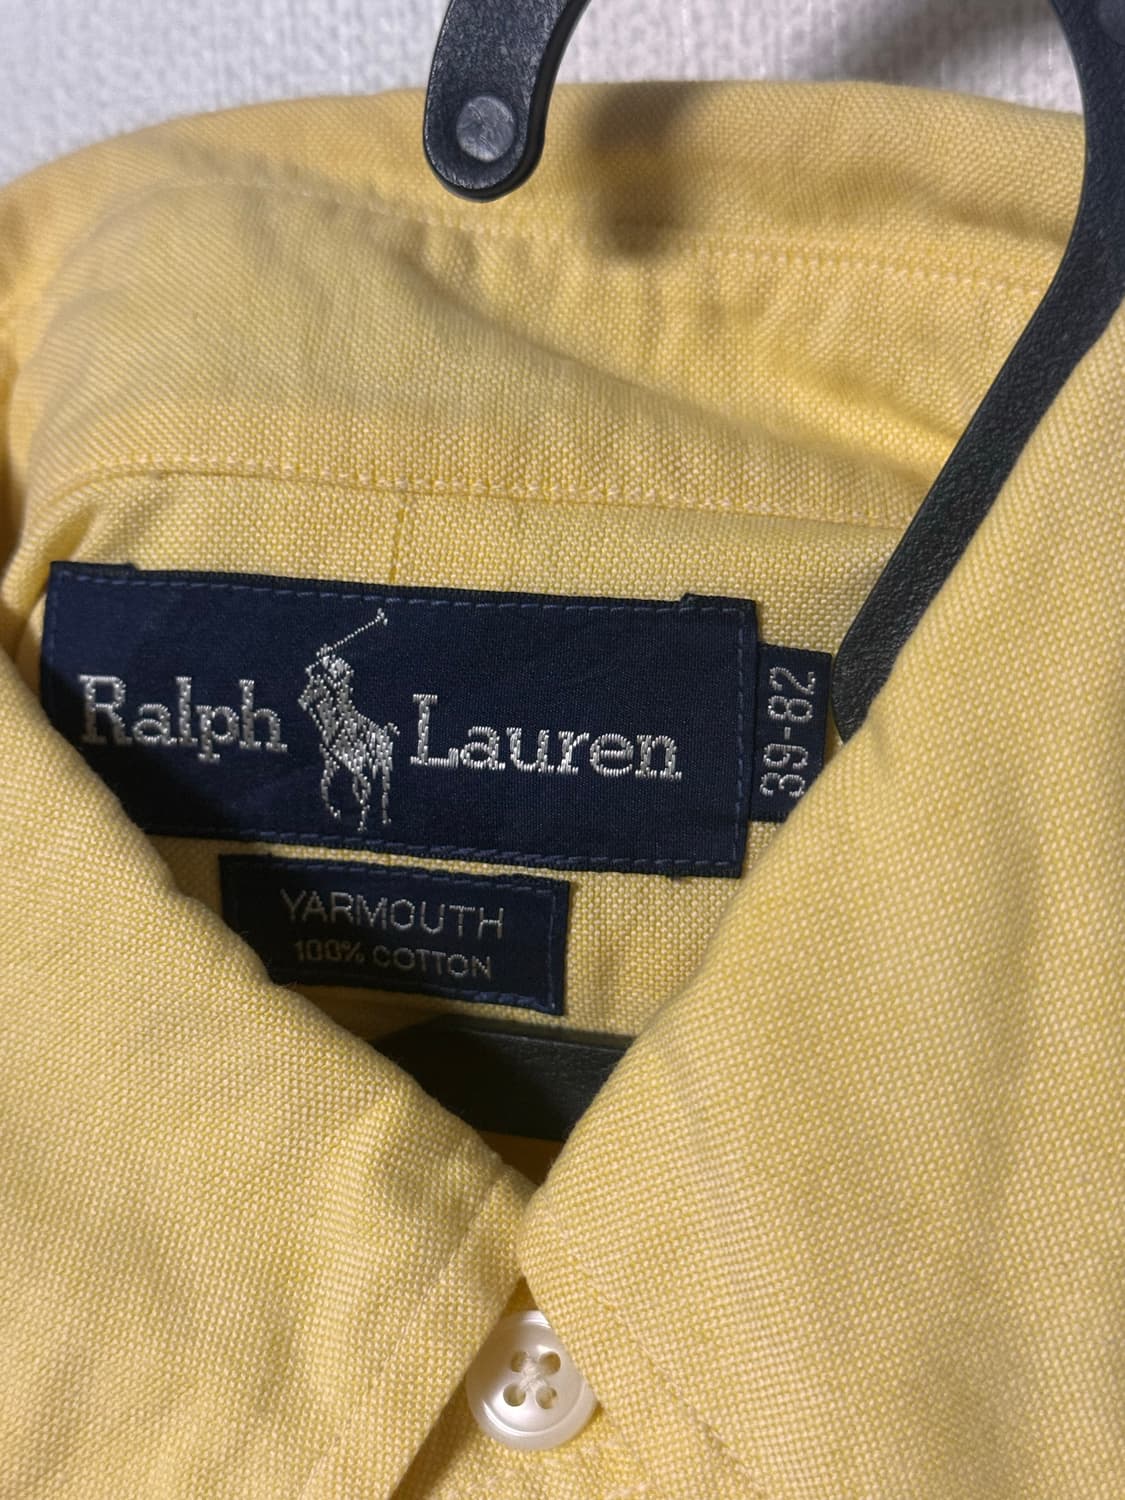 Ralph Lauren
39-82
YARMOUTH
100% COTTON